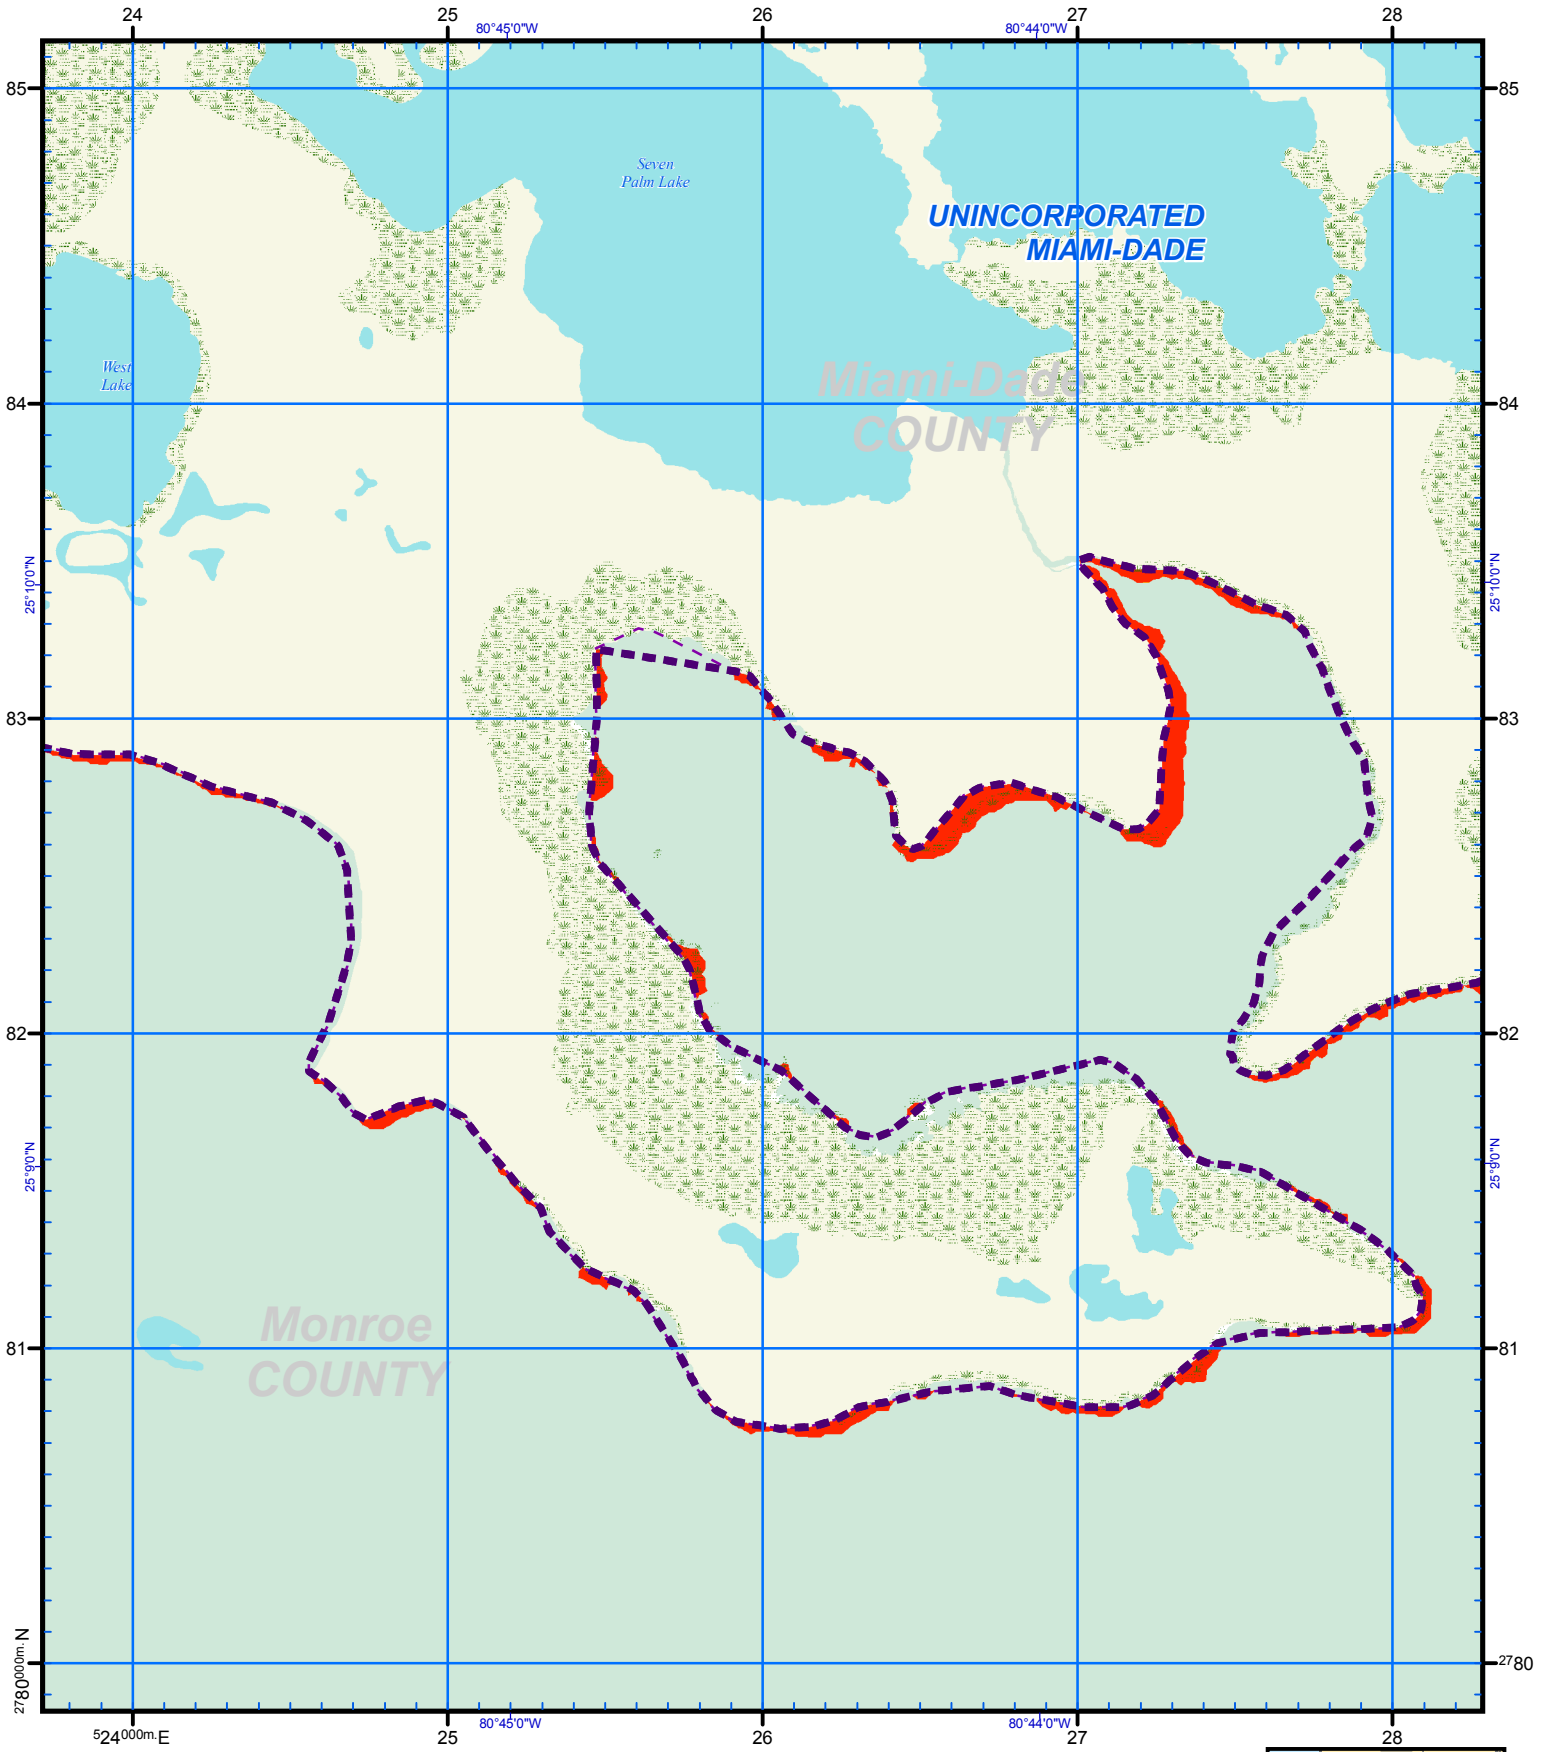 24 25 26 27 28
80°45'0"W 80°44'0"W
85 85
Seven
Palm Lake
UNINCORPORATED
MIAMI-DADE
West
Lake
Miami-Dade
COUNTY
84 84
25°10'0"N 25°10'0"N
83 83
82 82
25°9'0"N 25°9'0"N
Monroe
COUNTY
81 81
2780000m. N
2780
524000m. E 25 26 27 28
80°45'0"W 80°44'0"W